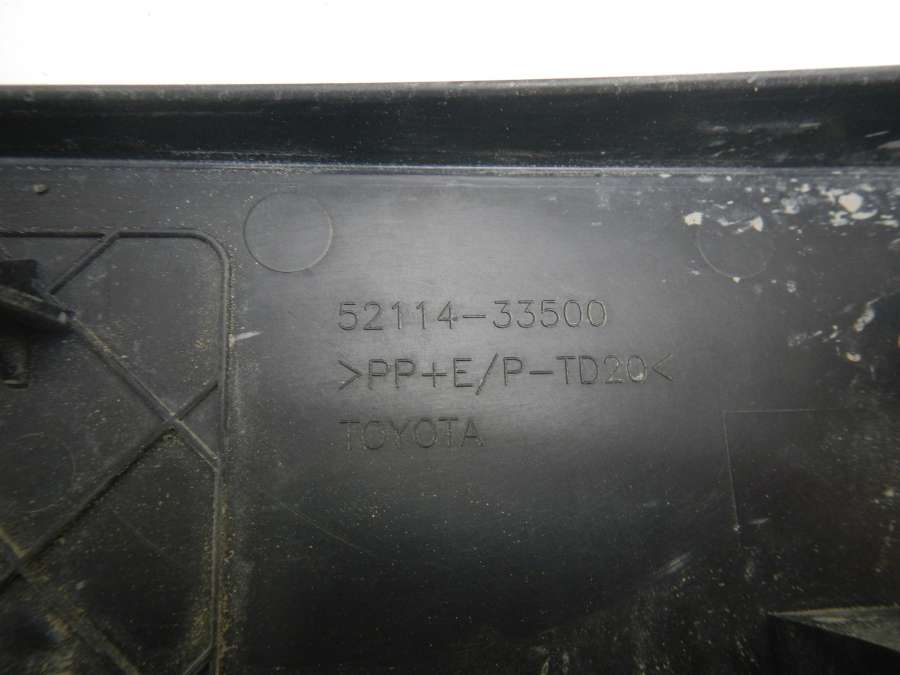 52114-33500
>PP+E/P-TD20<
TOYOTA